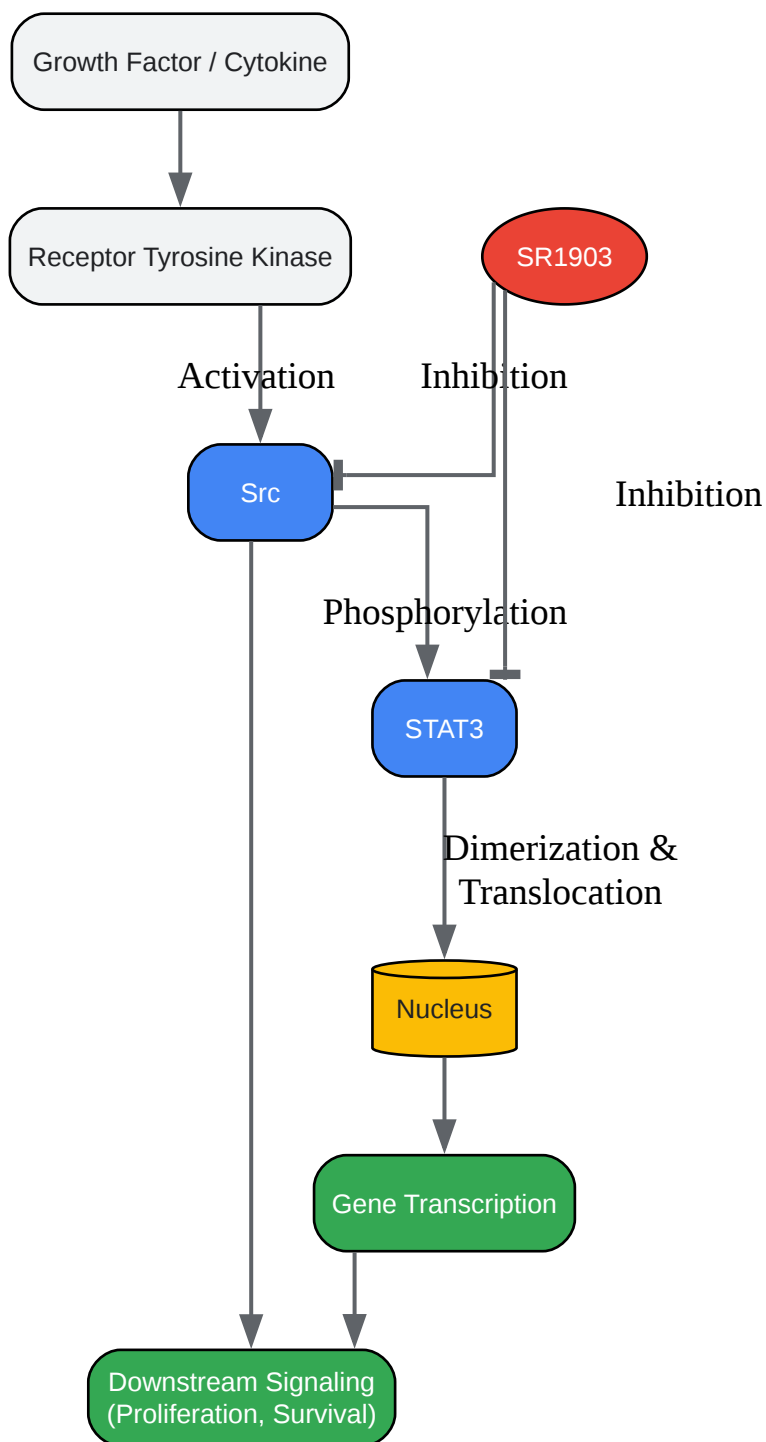 Growth Factor / Cytokine
Receptor Tyrosine Kinase
SR1903
Activation
Inhibition
Src
Inhibition
Phosphorylation
STAT3
Dimerization &
Translocation
Nucleus
Gene Transcription
Downstream Signaling
(Proliferation, Survival)